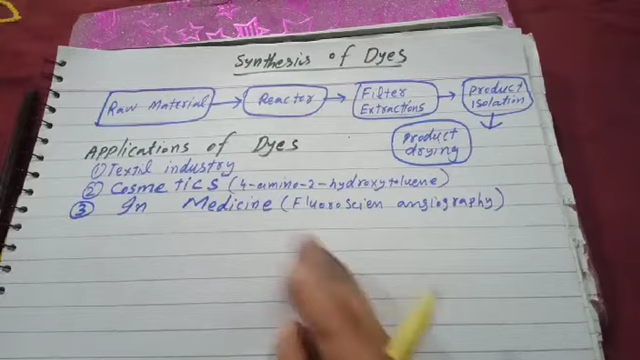 Synthesis of Dyes
Raw Material → Reactor → Filter Extractions → Product isolation
Product drying
Applications of Dyes
① Textil industry
② Cosmetics (4-amino-2-hydroxytoluene)
③ In Medicine (Fluoroscien angiography)